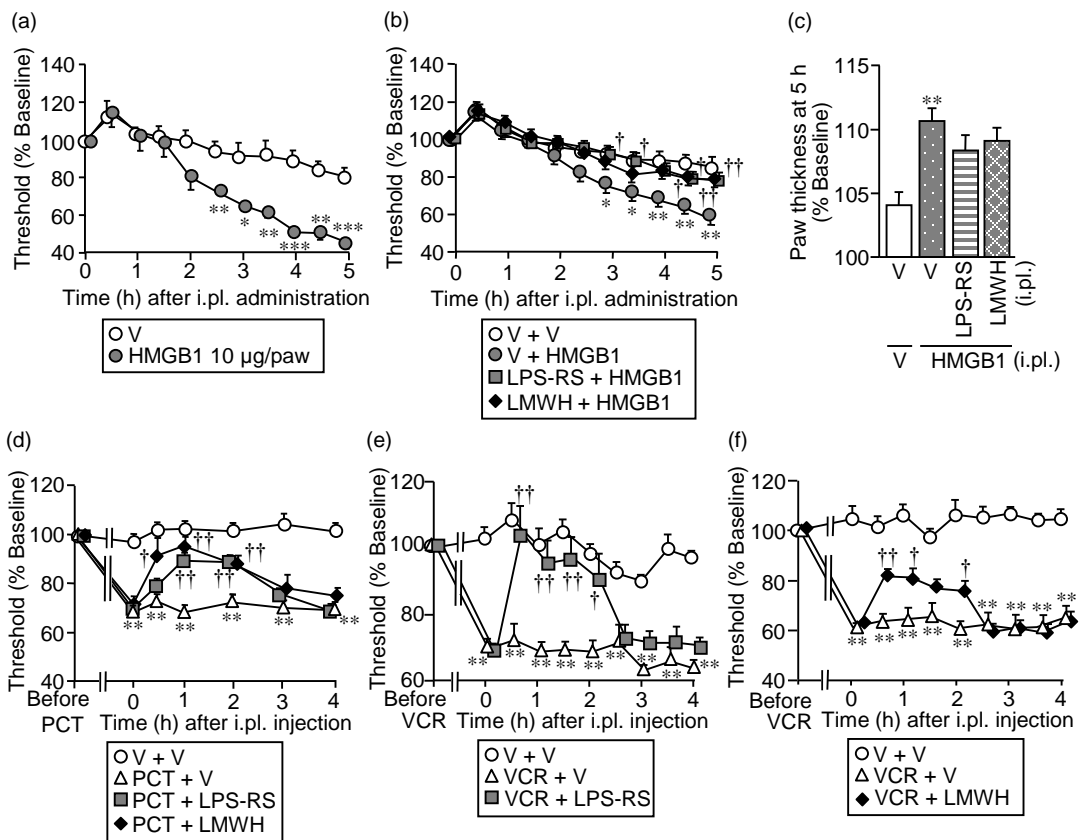 (a)
Threshold (% Baseline)
140
120
100
80
60
40
** * ** *** ** ***
0 1 2 3 4 5
Time (h) after i.pl. administration
V
HMGB1 10 µg/paw
(b)
Threshold (% Baseline)
140
120
100
80
60
40
† † † †† †
††
* * ** ** **
0 1 2 3 4 5
Time (h) after i.pl. administration
V + V
V + HMGB1
LPS-RS + HMGB1
LMWH + HMGB1
(c)
Paw thickness at 5 h
(% Baseline)
115
110
105
100
**
V V LPS-RS LMWH (i.pl.)
V HMGB1 (i.pl.)
(d)
Threshold (% Baseline)
120
100
80
60
40
† †† ††
†† ††
** ** ** ** ** **
Before
PCT
0 1 2 3 4
Time (h) after i.pl. injection
V + V
PCT + V
PCT + LPS-RS
PCT + LMWH
(e)
Threshold (% Baseline)
120
100
80
60
††
†† †† †
** ** ** ** ** ** ** ** **
Before
VCR
0 1 2 3 4
Time (h) after i.pl. injection
V + V
VCR + V
VCR + LPS-RS
(f)
Threshold (% Baseline)
120
100
80
60
40
†† † †
** ** ** ** ** ** ** ** **
Before
VCR
0 1 2 3 4
Time (h) after i.pl. injection
V + V
VCR + V
VCR + LMWH